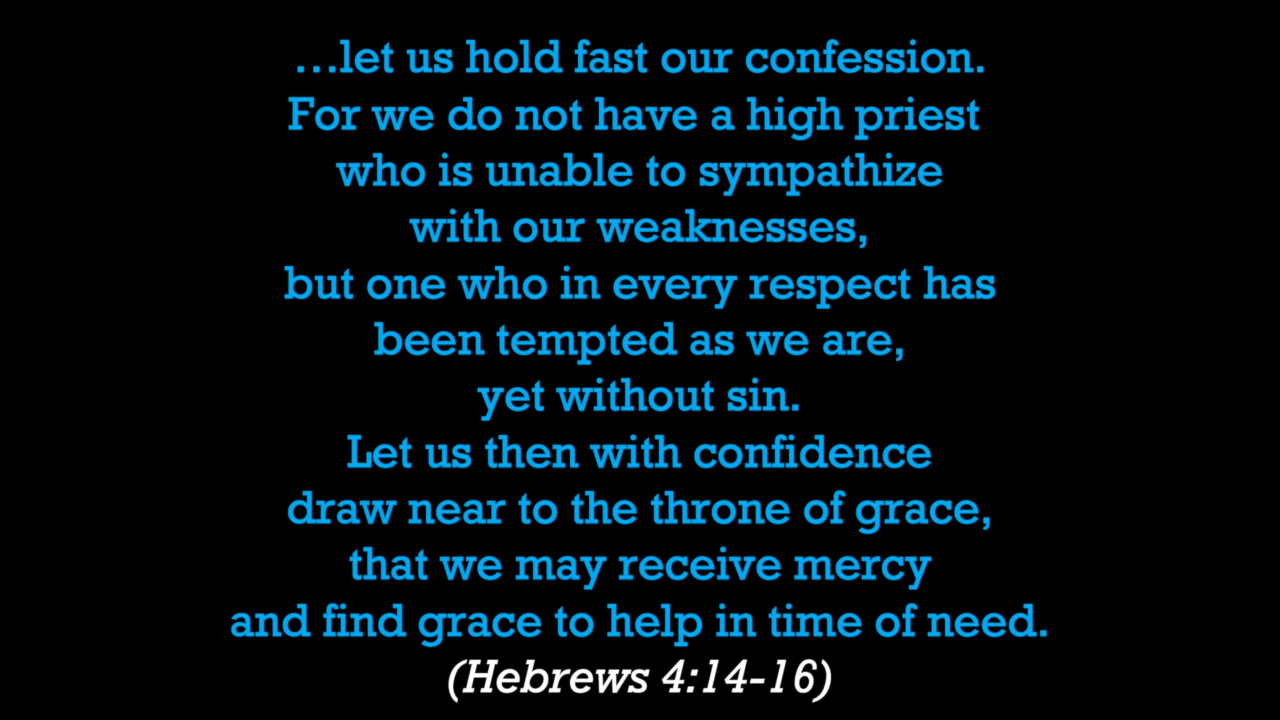 …let us hold fast our confession.
For we do not have a high priest
who is unable to sympathize
with our weaknesses,
but one who in every respect has
been tempted as we are,
yet without sin.
Let us then with confidence
draw near to the throne of grace,
that we may receive mercy
and find grace to help in time of need.
(Hebrews 4:14-16)